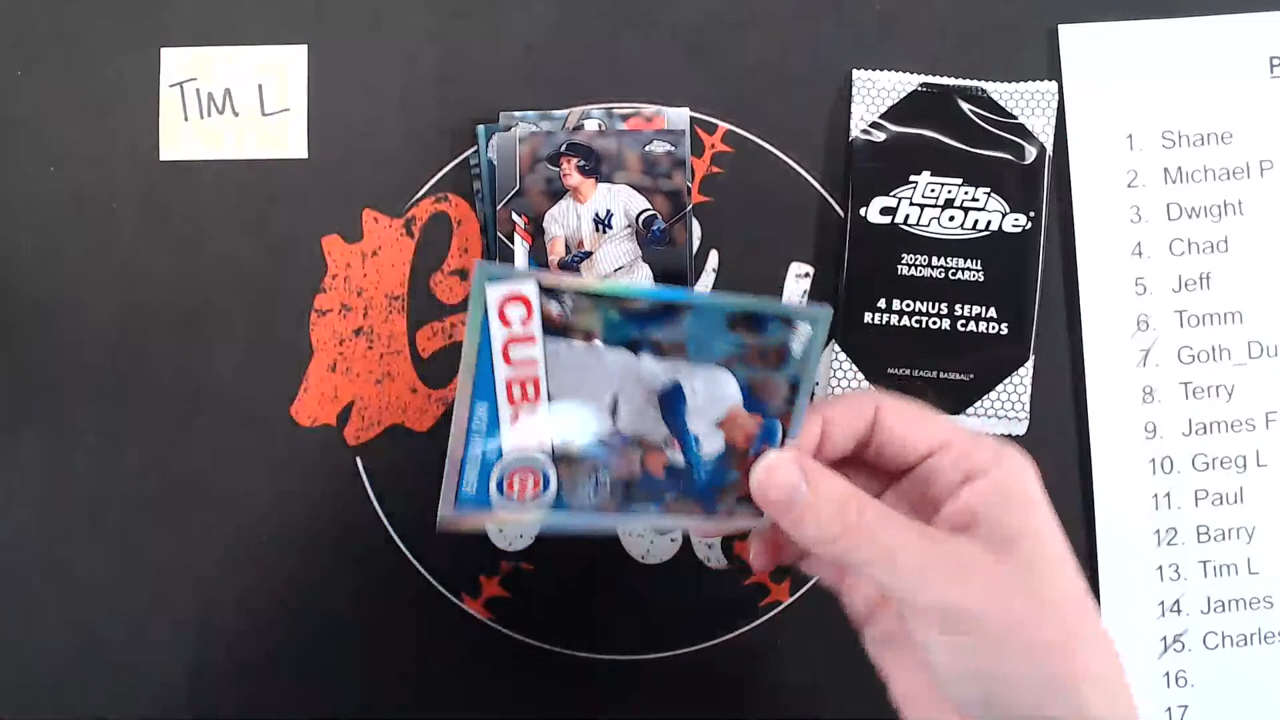 TIM L
NY
CUBS
topps
Chrome
2020 BASEBALL
TRADING CARDS
4 BONUS SEPIA
REFRACTOR CARDS
MAJOR LEAGUE BASEBALL
P
1. Shane
2. Michael P
3. Dwight
4. Chad
5. Jeff
6. Tomm
7. Goth_Du
8. Terry
9. James F
10. Greg L
11. Paul
12. Barry
13. Tim L
14. James
15. Charles
16.
17